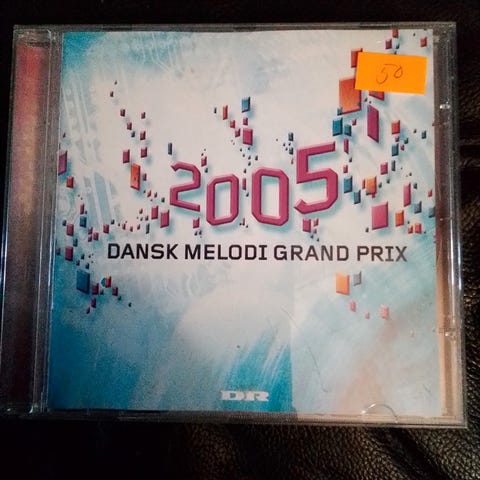 50
2005
DANSK MELODI GRAND PRIX
DR